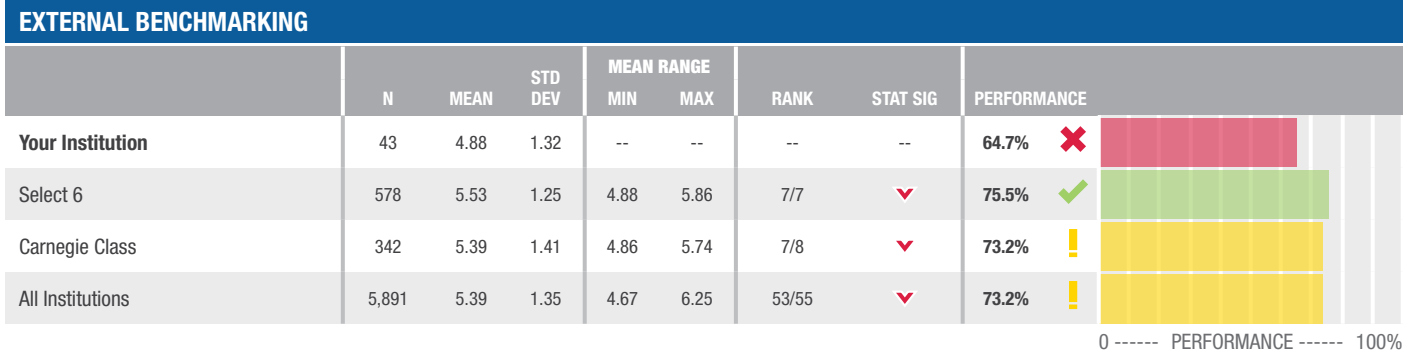 EXTERNAL BENCHMARKING
N MEAN STD DEV MEAN RANGE MIN MAX RANK STAT SIG PERFORMANCE
Your Institution 43 4.88 1.32 -- -- -- -- 64.7%
Select 6 578 5.53 1.25 4.88 5.86 7/7 75.5%
Carnegie Class 342 5.39 1.41 4.86 5.74 7/8 73.2%
All Institutions 5,891 5.39 1.35 4.67 6.25 53/55 73.2%
0 ------ PERFORMANCE ------ 100%